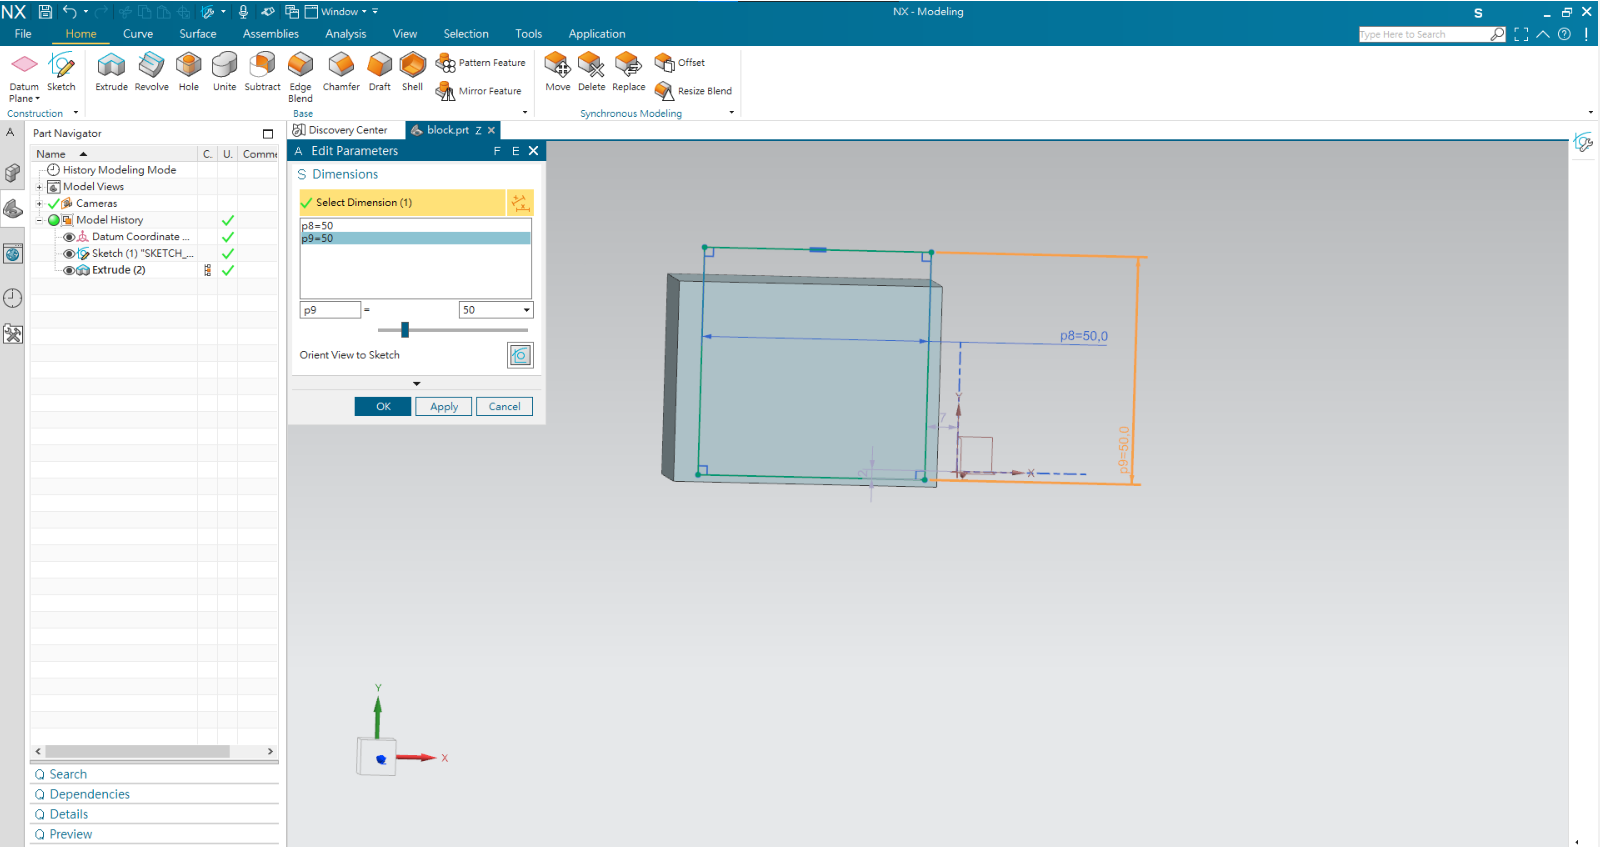 NX
Window
NX - Modeling
S
File Home Curve Surface Assemblies Analysis View Selection Tools Application
Type Here to Search
Datum Plane
Sketch
Extrude
Revolve
Hole
Unite
Subtract
Edge Blend
Chamfer
Draft
Shell
Pattern Feature
Mirror Feature
Move
Delete
Replace
Offset
Resize Blend
Construction
Base
Synchronous Modeling
A
Part Navigator
Name C. U. Comme
History Modeling Mode
Model Views
Cameras
Model History
Datum Coordinate ...
Sketch (1) "SKETCH_...
Extrude (2)
Search
Dependencies
Details
Preview
Discovery Center
block.prt Z
A Edit Parameters F E
S Dimensions
Select Dimension (1)
p8=50
p9=50
p9 = 50
Orient View to Sketch
OK Apply Cancel
p8=50,0
p9=50,0
7
2
X
Y
X